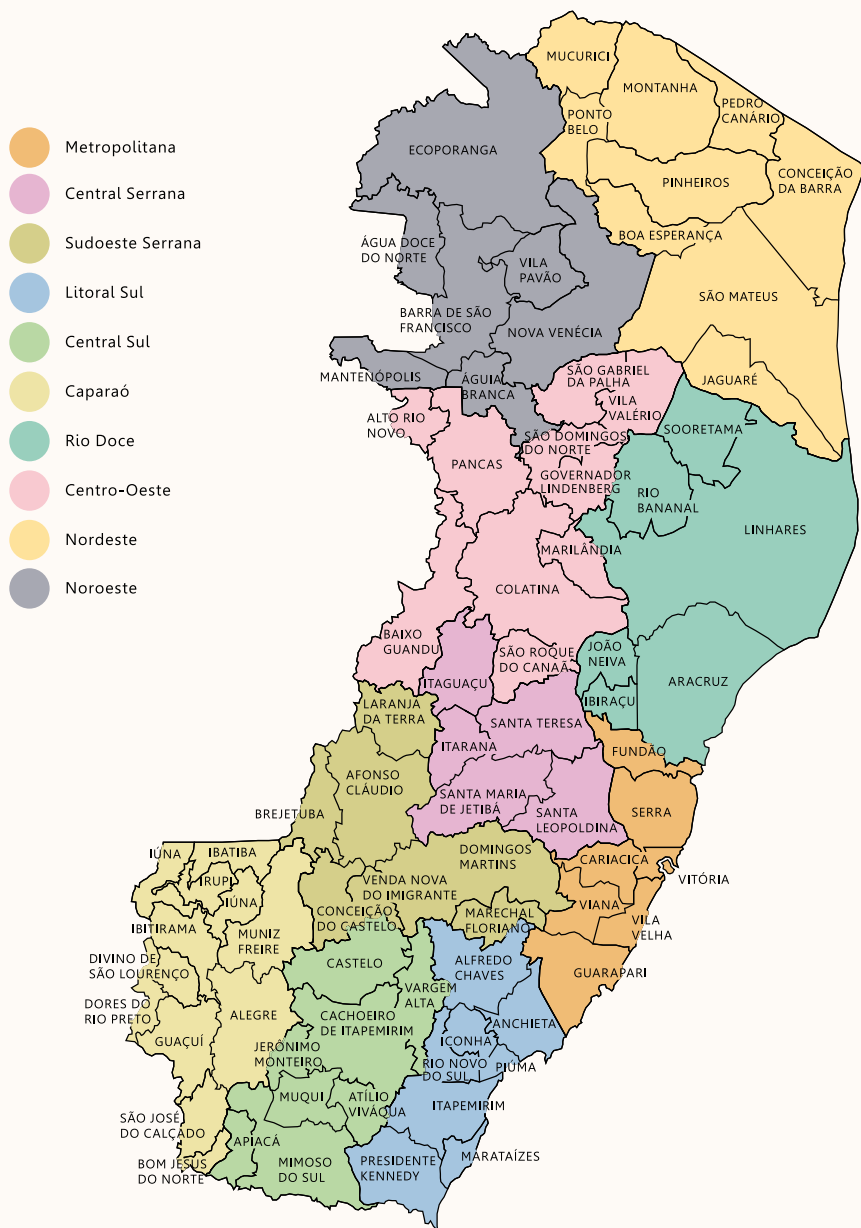 Metropolitana
Central Serrana
Sudoeste Serrana
Litoral Sul
Central Sul
Caparaó
Rio Doce
Centro-Oeste
Nordeste
Noroeste
MUCURICI
MONTANHA
PEDRO
CANÁRIO
PONTO
BELO
ECOPORANGA
CONCEIÇÃO
DA BARRA
PINHEIROS
BOA ESPERANÇA
ÁGUA DOCE
DO NORTE
VILA
PAVÃO
SÃO MATEUS
BARRA DE SÃO
FRANCISCO
NOVA VENÉCIA
MANTENÓPOLIS
ÁGUIA
BRANCA
SÃO GABRIEL
DA PALHA
JAGUARÉ
VILA
VALÉRIO
ALTO RIO
NOVO
SOORETAMA
SÃO DOMINGOS
DO NORTE
PANCAS
GOVERNADOR
LINDENBERG
RIO
BANANAL
LINHARES
MARILÂNDIA
COLATINA
BAIXO
GUANDU
SÃO ROQUE
DO CANAÃ
JOÃO
NEIVA
ITAGUAÇU
ARACRUZ
IBIRAÇU
LARANJA
DA TERRA
SANTA TERESA
ITARANA
FUNDÃO
AFONSO
CLÁUDIO
SANTA MARIA
DE JETIBÁ
BREJETUBA
SANTA
LEOPOLDINA
SERRA
IÚNA
IBATIBA
DOMINGOS
MARTINS
CARIACICA
VITÓRIA
IRUPI
IÚNA
VENDA NOVA
DO IMIGRANTE
VIANA
CONCEIÇÃO
DO CASTELO
MARECHAL
FLORIANO
VILA
VELHA
IBITIRAMA
MUNIZ
FREIRE
DIVINO DE
SÃO LOURENÇO
CASTELO
ALFREDO
CHAVES
GUARAPARI
VARGEM
ALTA
DORES DO
RIO PRETO
ALEGRE
CACHOEIRO
DE ITAPEMIRIM
ANCHIETA
GUAÇUÍ
JERÔNIMO
MONTEIRO
ICONHA
RIO NOVO
DO SUL
PIÚMA
MUQUI
ATÍLIO
VIVÁQUA
ITAPEMIRIM
SÃO JOSÉ
DO CALÇADO
APIACÁ
BOM JESUS
DO NORTE
MIMOSO
DO SUL
PRESIDENTE
KENNEDY
MARATAÍZES